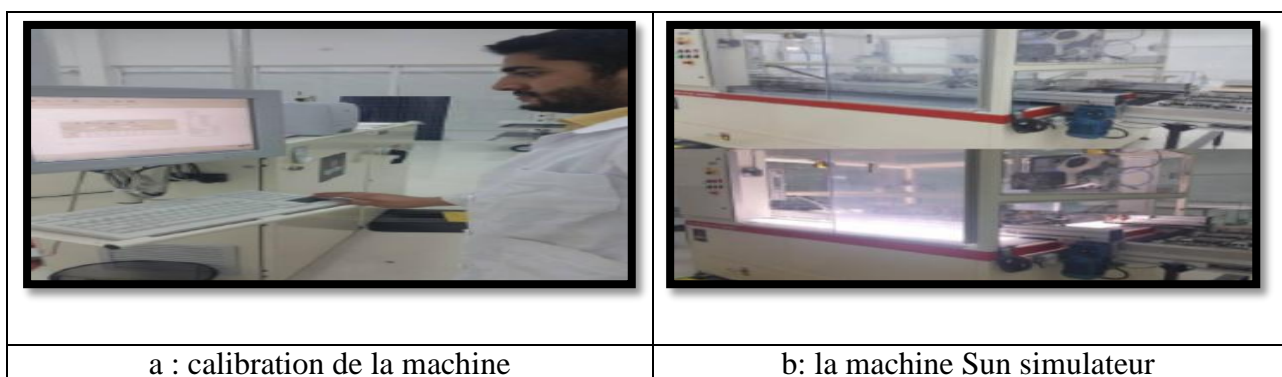 a : calibration de la machine
b: la machine Sun simulateur